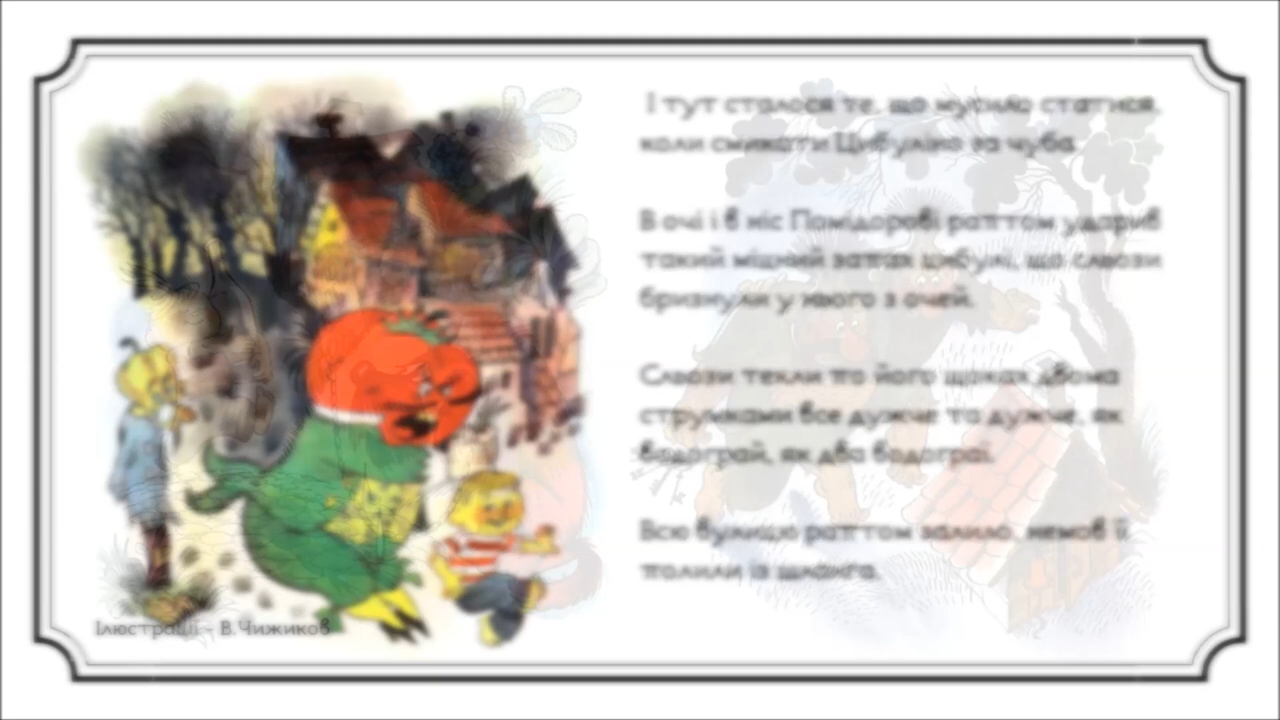 І тут сталося те, що мусило статися,
коли смикати Цибуліно за чуба.
В очі і в ніс Помідорові раптом ударив
такий міцний запах цибулі, що сльози
бризнули у нього з очей.
Сльози текли по його щоках двома
струмками все дужче та дужче, як
водограй, як два водограї.
Всю вулицю раптом залило, немов її
полили із шланга.
Ілюстрації - В.Чижиков